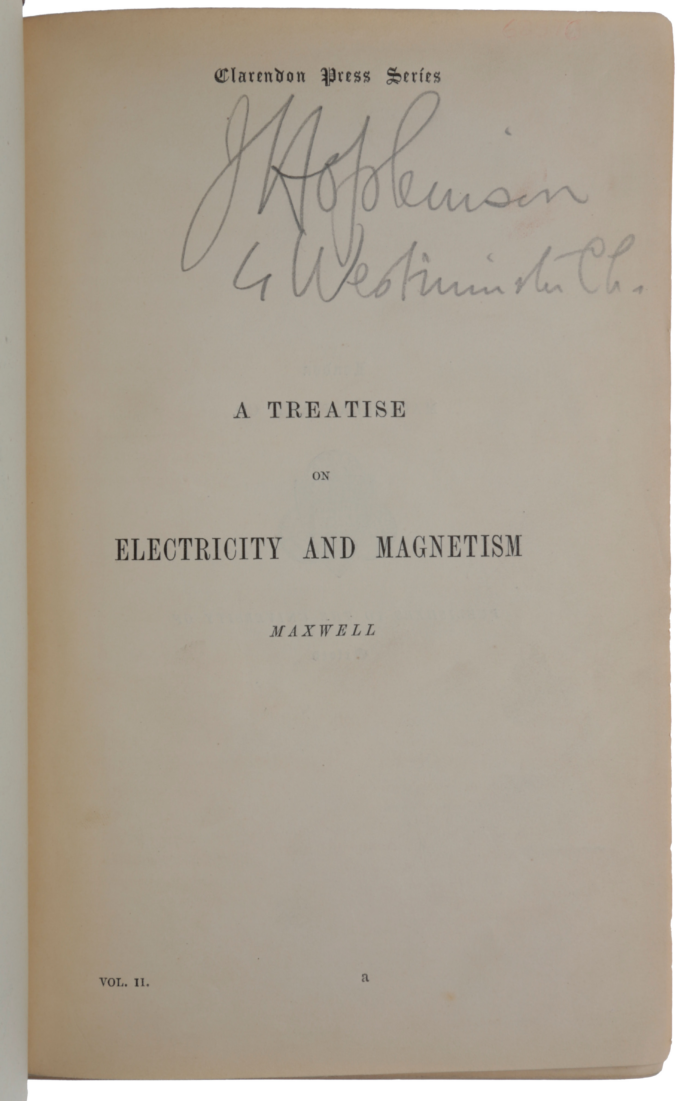 Clarendon Press Series
J Hopkinson
4 Westminster Ch.
A TREATISE
ON
ELECTRICITY AND MAGNETISM
MAXWELL
VOL. II. a